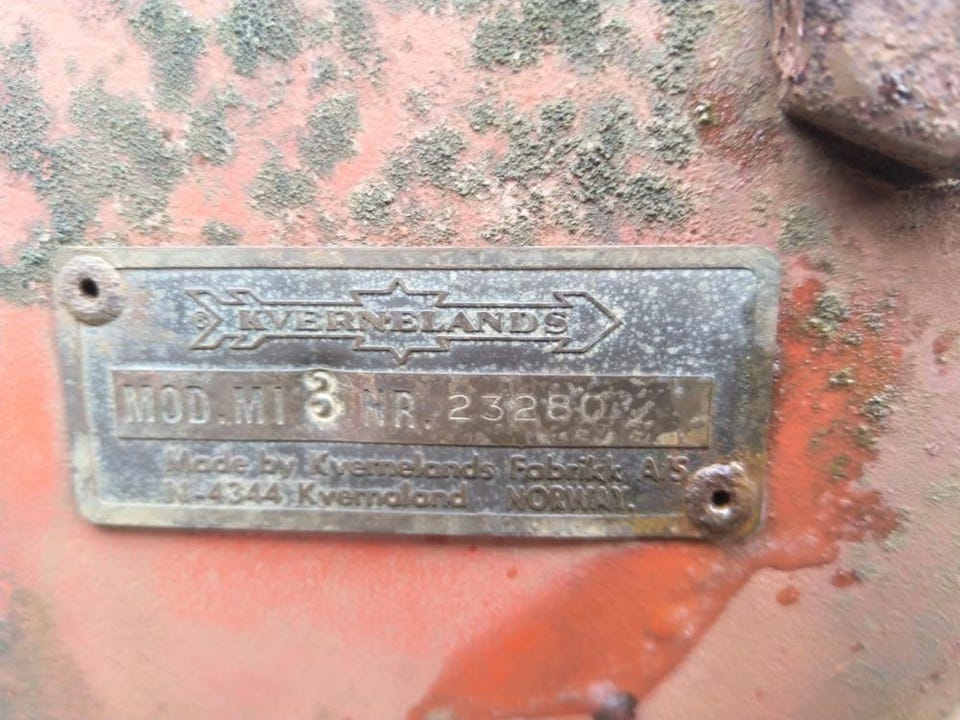 KVERNELANDS
MOD. MI 3 NR. 23280
Made by Kvernelands Fabrikk A/S
N-4344 Kvernaland NORWAY.